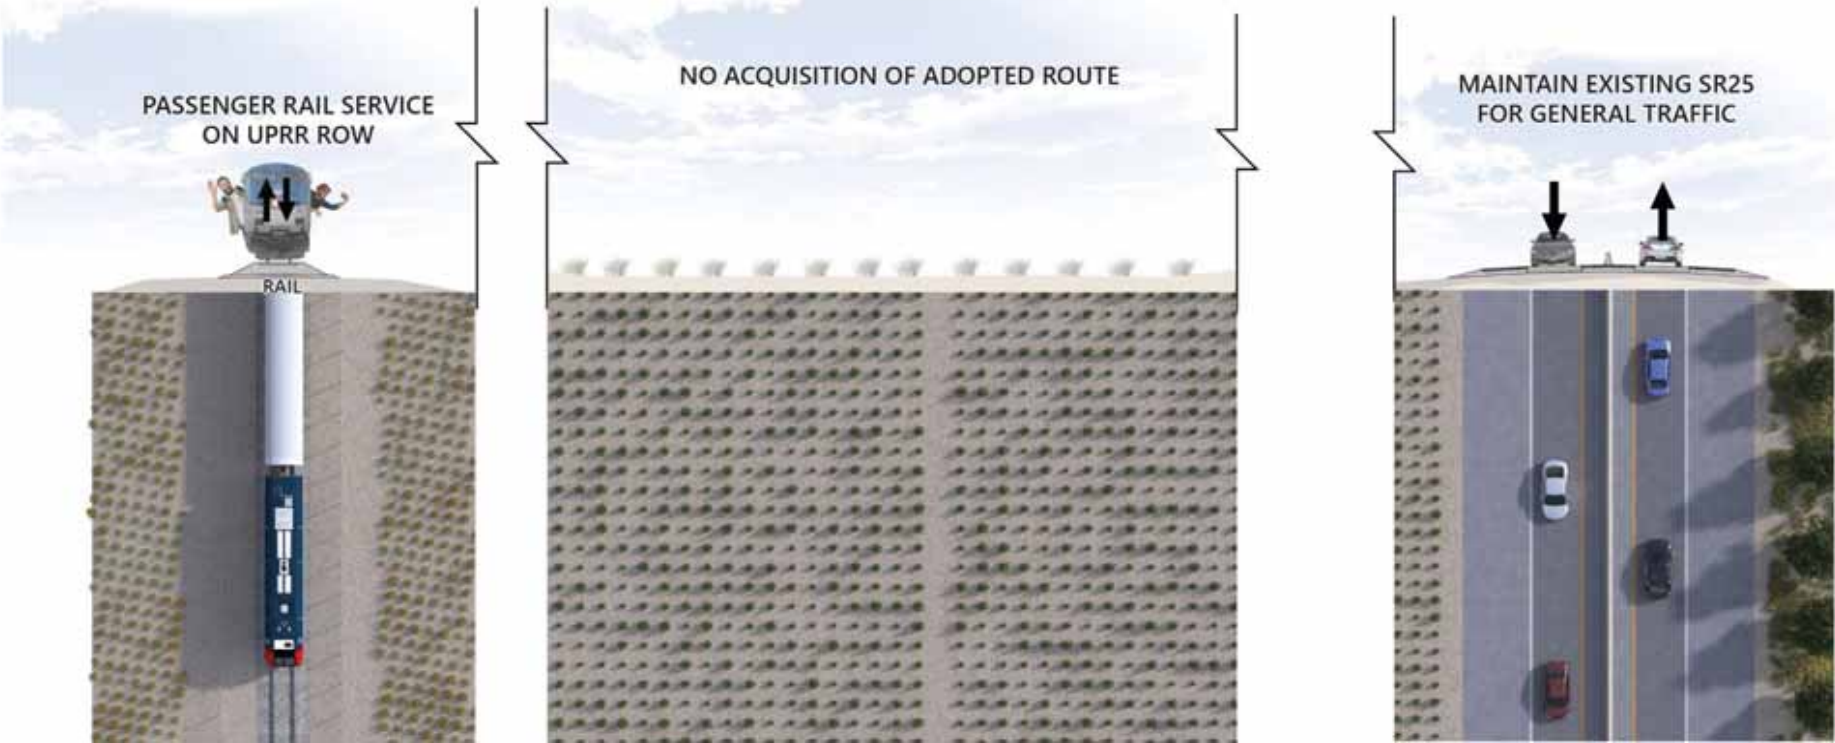 PASSENGER RAIL SERVICE
ON UPRR ROW
RAIL
NO ACQUISITION OF ADOPTED ROUTE
MAINTAIN EXISTING SR25
FOR GENERAL TRAFFIC